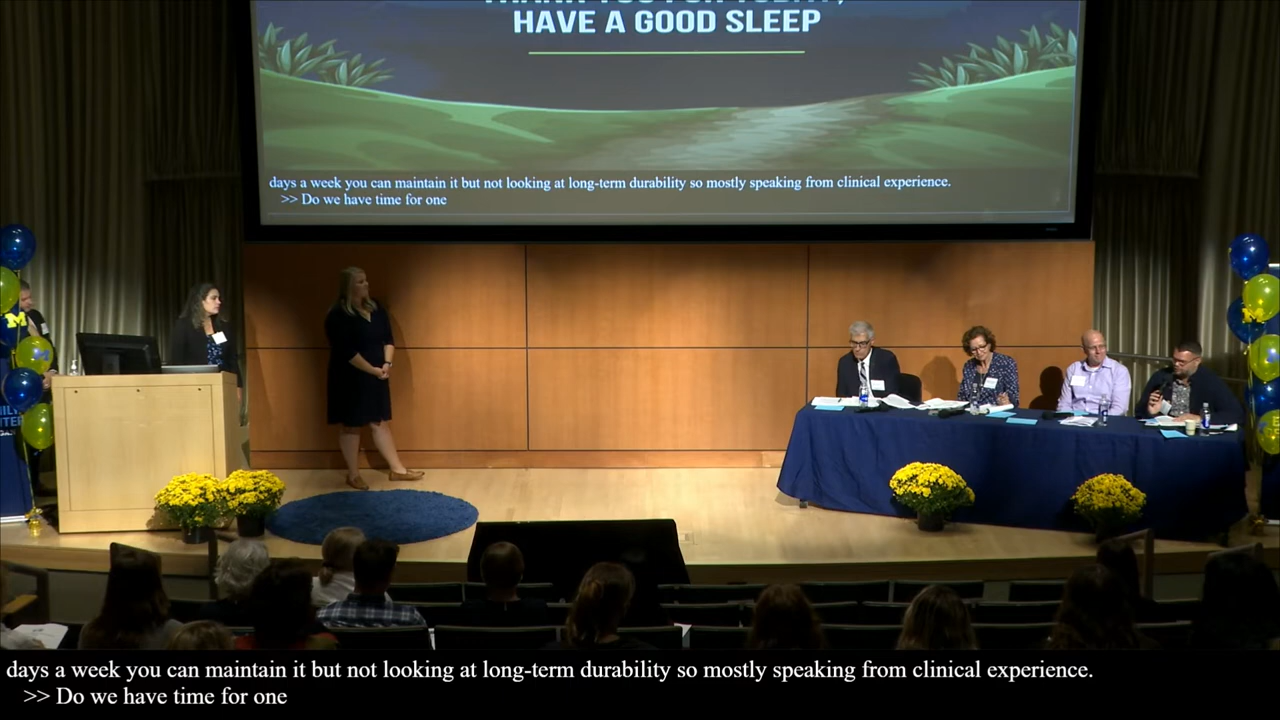 HAVE A GOOD SLEEP
days a week you can maintain it but not looking at long-term durability so mostly speaking from clinical experience.
>> Do we have time for one
M
M
days a week you can maintain it but not looking at long-term durability so mostly speaking from clinical experience.
>> Do we have time for one